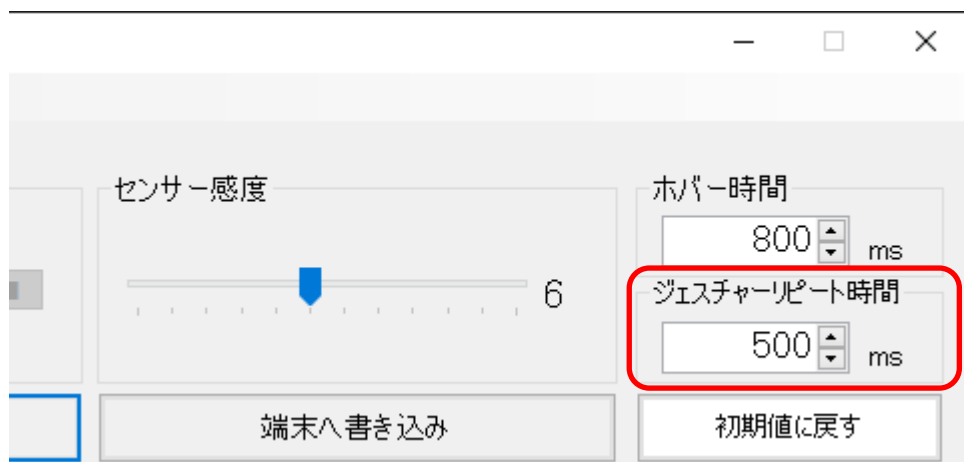 センサー感度
6
ホバー時間
800 ms
ジェスチャーリピート時間
500 ms
端末へ書き込み
初期値に戻す